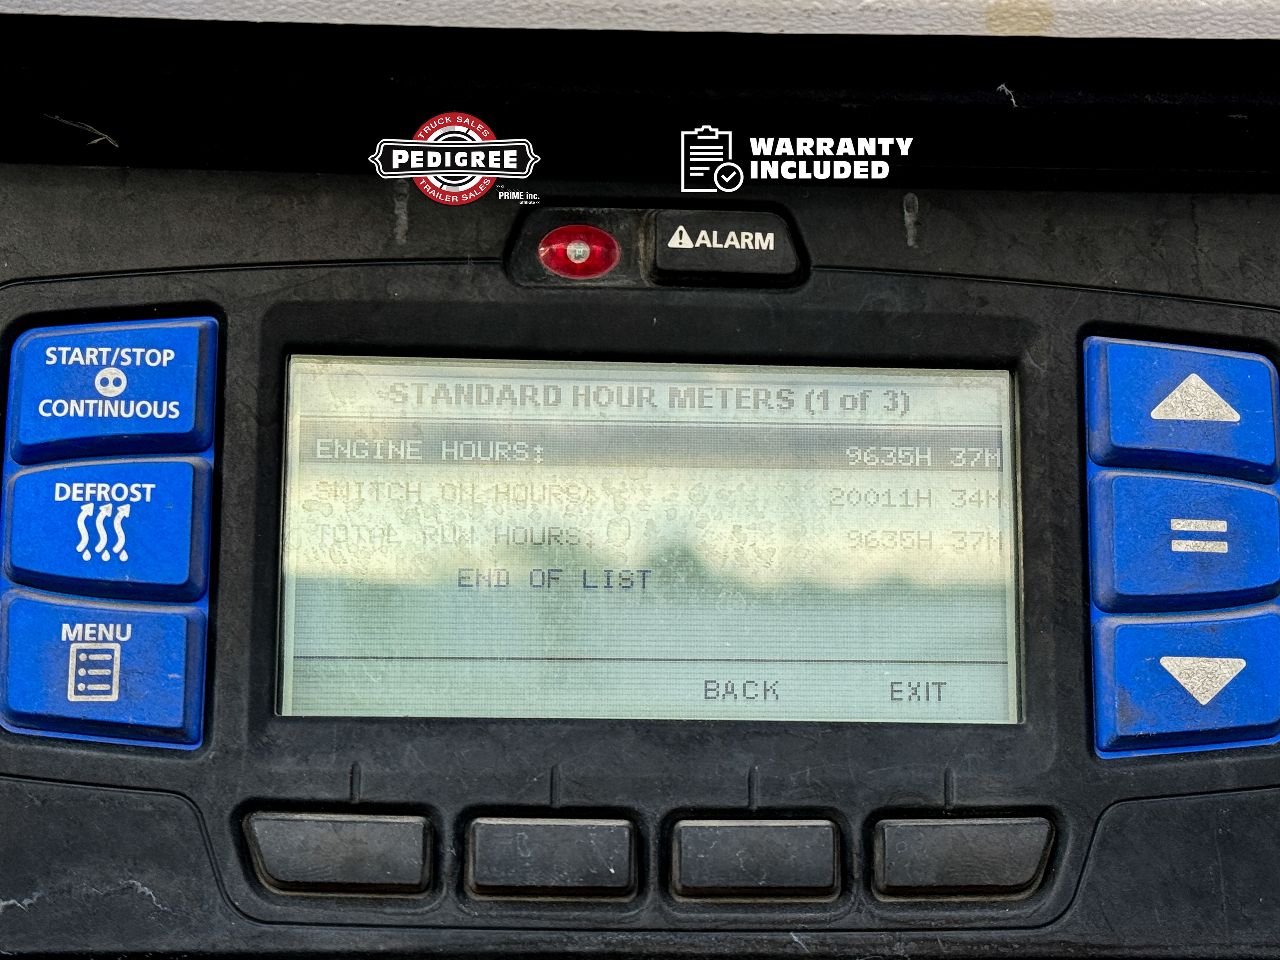 TRUCK SALES
PEDIGREE
TRAILER SALES
PRIME inc.
WARRANTY
INCLUDED
ALARM
START/STOP
CONTINUOUS
DEFROST
MENU
STANDARD HOUR METERS (1 of 3)
ENGINE HOURS: 9635H 37M
SWITCH ON HOURS: 20011H 34M
TOTAL RUN HOURS: 9635H 37M
END OF LIST
BACK EXIT